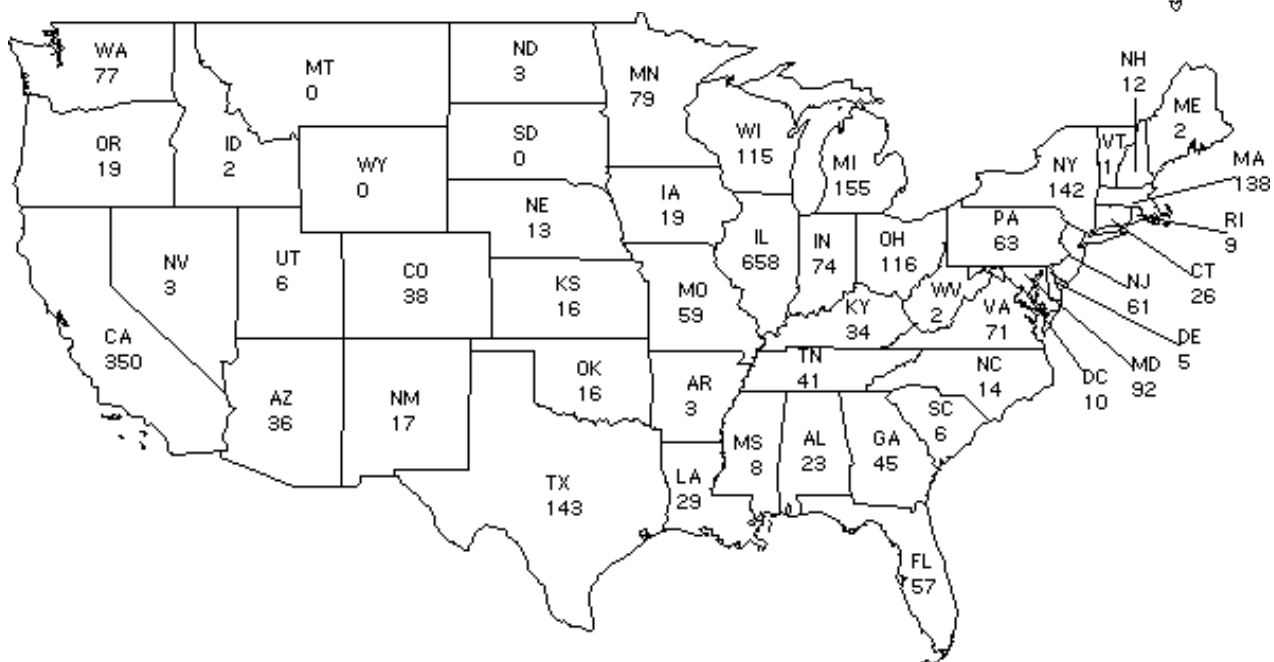 WA
77
MT
0
ND
3
MN
79
NH
12
ME
2
OR
19
ID
2
WY
0
SD
0
WI
115
MI
155
NY
142
VT
1
MA
138
RI
9
CT
26
NE
13
IA
19
IL
658
IN
74
OH
116
PA
63
NJ
61
NV
3
UT
6
CO
38
KS
16
MO
59
KY
34
WV
2
VA
71
DE
5
MD
92
DC
10
CA
350
AZ
36
NM
17
OK
16
AR
3
TN
41
NC
14
SC
6
TX
143
LA
29
MS
8
AL
23
GA
45
FL
57